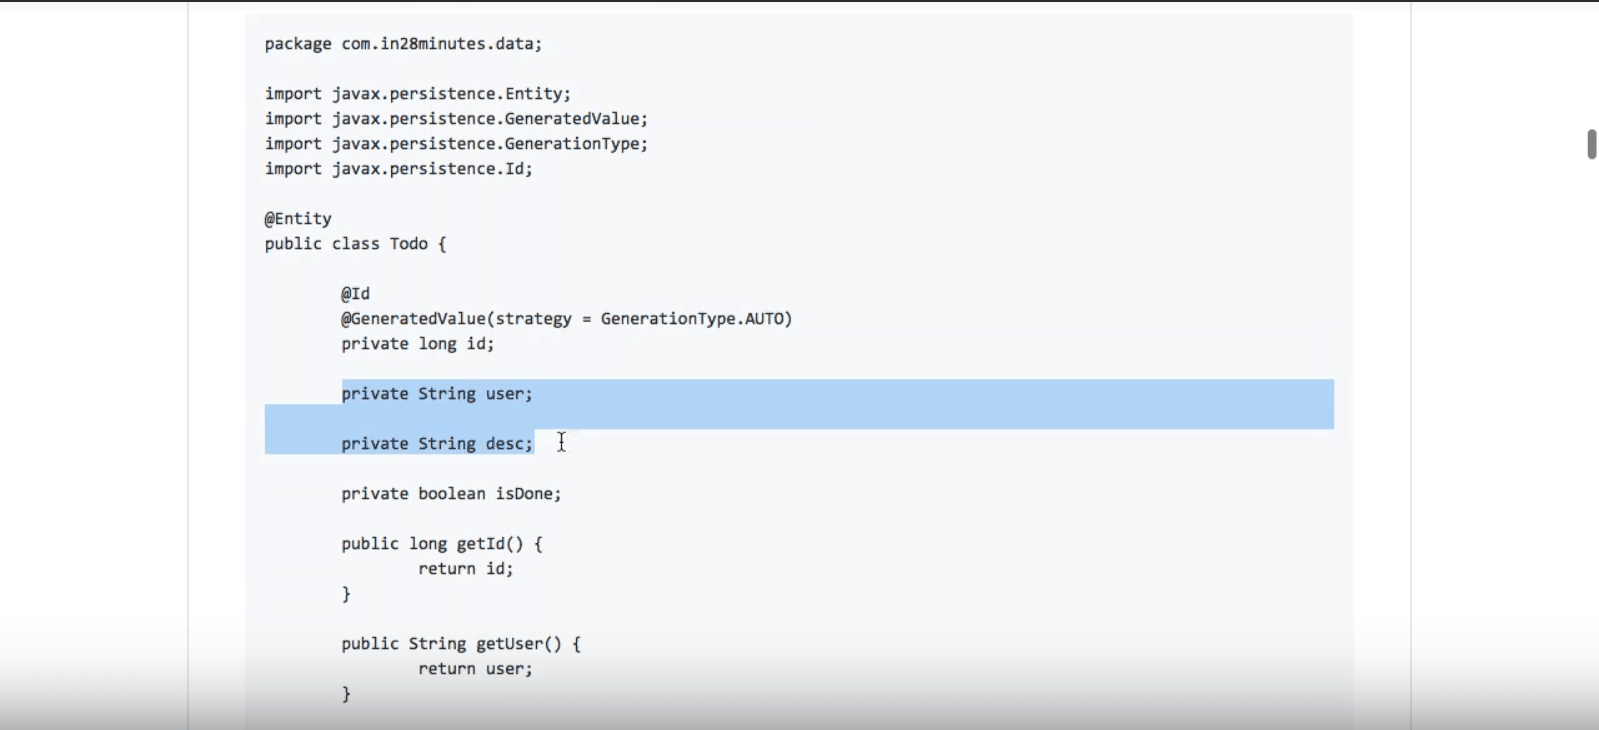 package com.in28minutes.data;
import javax.persistence.Entity;
import javax.persistence.GeneratedValue;
import javax.persistence.GenerationType;
import javax.persistence.Id;
@Entity
public class Todo {
@Id
@GeneratedValue(strategy = GenerationType.AUTO)
private long id;
private String user;
private String desc;
private boolean isDone;
public long getId() {
return id;
}
public String getUser() {
return user;
}